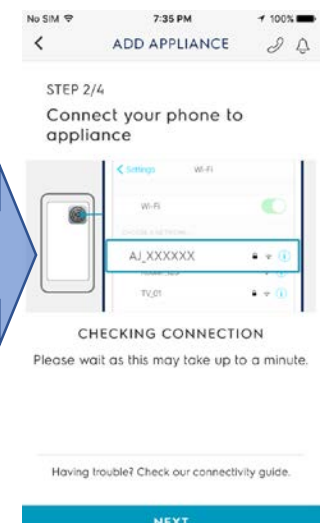 No SIM 7:35 PM 100%
ADD APPLIANCE
STEP 2/4
Connect your phone to
appliance
Settings Wi-Fi
Wi-Fi
AJ_XXXXXX
TV_01
CHECKING CONNECTION
Please wait as this may take up to a minute.
Having trouble? Check our connectivity guide.
NEXT